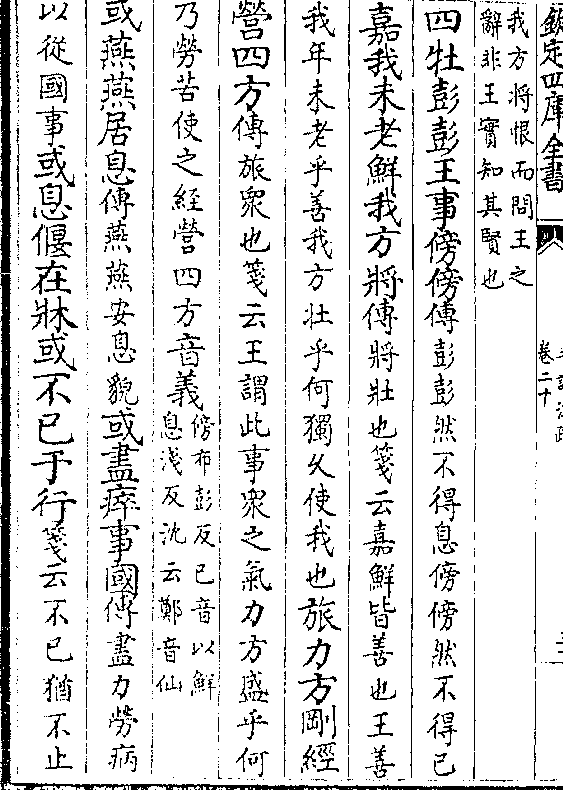 欽定四庫全書
卷二十
我方將恨而問王之
辭非王實知其賢也
四牡彭彭王事傍傍傳彭彭然不得息傍傍然不得已
嘉我未老鮮我方將傳將壯也箋云嘉鮮皆善也王善
我年未老乎善我方壯乎何獨久使我也旅力方剛經
營四方傳旅衆也箋云王謂此事衆之氣力方盛乎何
乃勞苦使之經營四方音義
傍布彭反已音以鮮
息淺反沈云鄭音仙
或燕燕居息傳燕燕安息貌或盡瘁事國傳盡力勞病
以從國事或息偃在牀或不已于行箋云不已猶不止